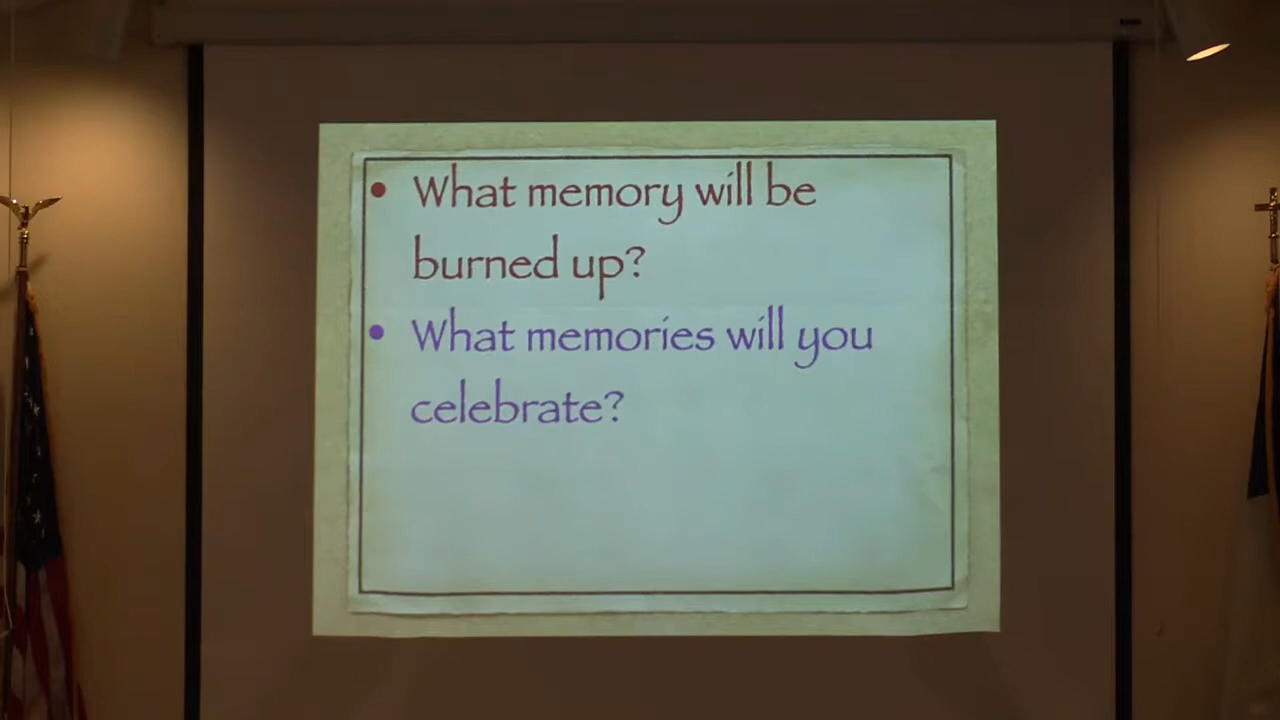 • What memory will be
burned up?
• What memories will you
celebrate?